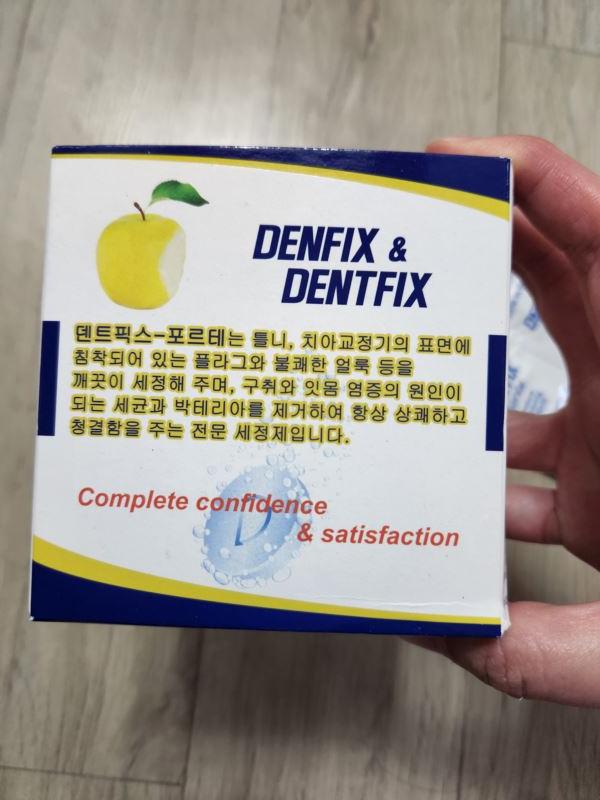 DENFIX &
DENTFIX
덴트픽스-포르테는 틀니, 치아교정기의 표면에
침착되어 있는 플라그와 불쾌한 얼룩 등을
깨끗이 세정해 주며, 구취와 잇몸 염증의 원인이
되는 세균과 박테리아를 제거하여 항상 상쾌하고
청결함을 주는 전문 세정제입니다.
Complete confidence
& satisfaction
D